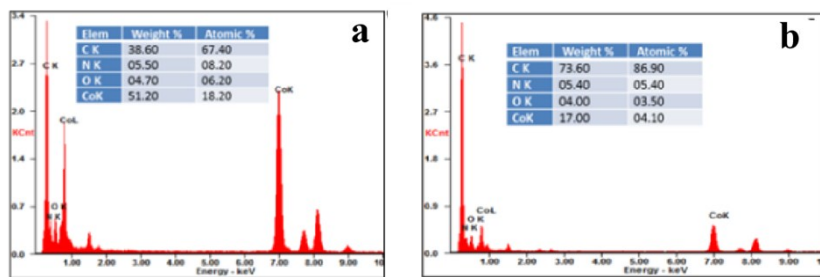 a
3.4
2.7
2.0
KCnt
1.4
0.7
0.0
Elem Weight % Atomic %
C K 38.60 67.40
N K 05.50 08.20
O K 04.70 06.20
CoK 51.20 18.20
C K
CoL
O K
N K
CoK
1.00 2.00 3.00 4.00 5.00 6.00 7.00 8.00 9.00 10
Energy - keV
b
4.6
3.6
2.7
KCnt
1.8
0.9
0.0
Elem Weight % Atomic %
C K 73.60 86.90
N K 05.40 05.40
O K 04.00 03.50
CoK 17.00 04.10
C K
O K
CoL
N K
CoK
1.00 2.00 3.00 4.00 5.00 6.00 7.00 8.00 9.00 10
Energy - keV